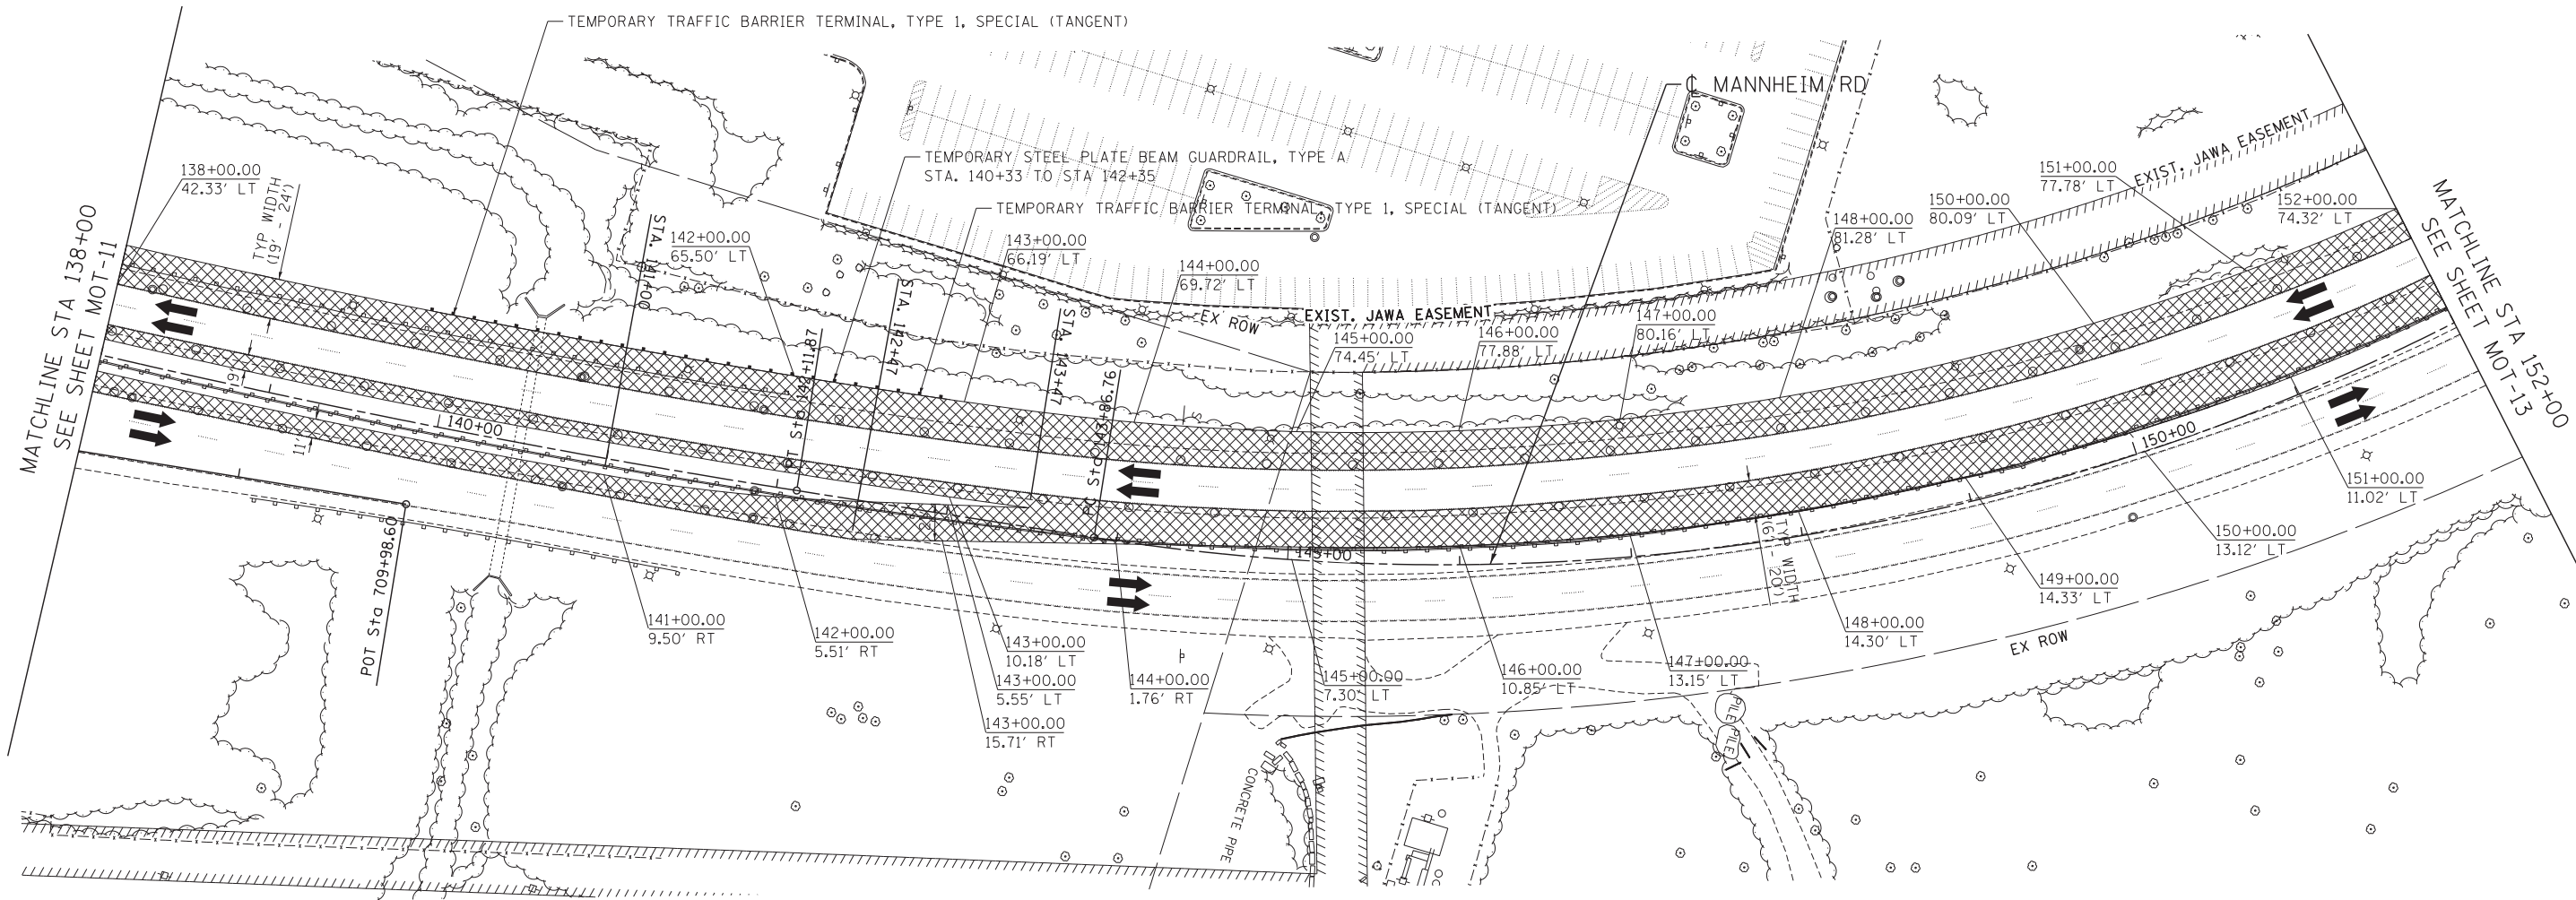 TEMPORARY TRAFFIC BARRIER TERMINAL, TYPE 1, SPECIAL (TANGENT)
℄ MANNHEIM RD
TEMPORARY STEEL PLATE BEAM GUARDRAIL, TYPE A
STA. 140+33 TO STA 142+35
TEMPORARY TRAFFIC BARRIER TERMINAL, TYPE 1, SPECIAL (TANGENT)
MATCHLINE STA 138+00
SEE SHEET MOT-11
138+00.00
42.33' LT
TYP WIDTH
(19' - 24')
STA. 141+00
142+00.00
65.50' LT
143+00.00
66.19' LT
144+00.00
69.72' LT
EX ROW
EXIST. JAWA EASEMENT
145+00.00
74.45' LT
146+00.00
77.88' LT
147+00.00
80.16' LT
148+00.00
81.28' LT
150+00.00
80.09' LT
151+00.00
77.78' LT
EXIST. JAWA EASEMENT
152+00.00
74.32' LT
MATCHLINE STA 152+00
SEE SHEET MOT-13
PT Sta 142+11.87
STA. 142+47
STA. 143+47
PC Sta 143+86.76
9'
11'
140+00
145+00
150+00
POT Sta 709+98.60
141+00.00
9.50' RT
142+00.00
5.51' RT
143+00.00
10.18' LT
143+00.00
5.55' LT
143+00.00
15.71' RT
144+00.00
1.76' RT
145+00.00
7.30' LT
146+00.00
10.85' LT
147+00.00
13.15' LT
TYP WIDTH
(16' - 20')
148+00.00
14.30' LT
149+00.00
14.33' LT
150+00.00
13.12' LT
151+00.00
11.02' LT
EX ROW
PILE
PILE
CONCRETE PIPE